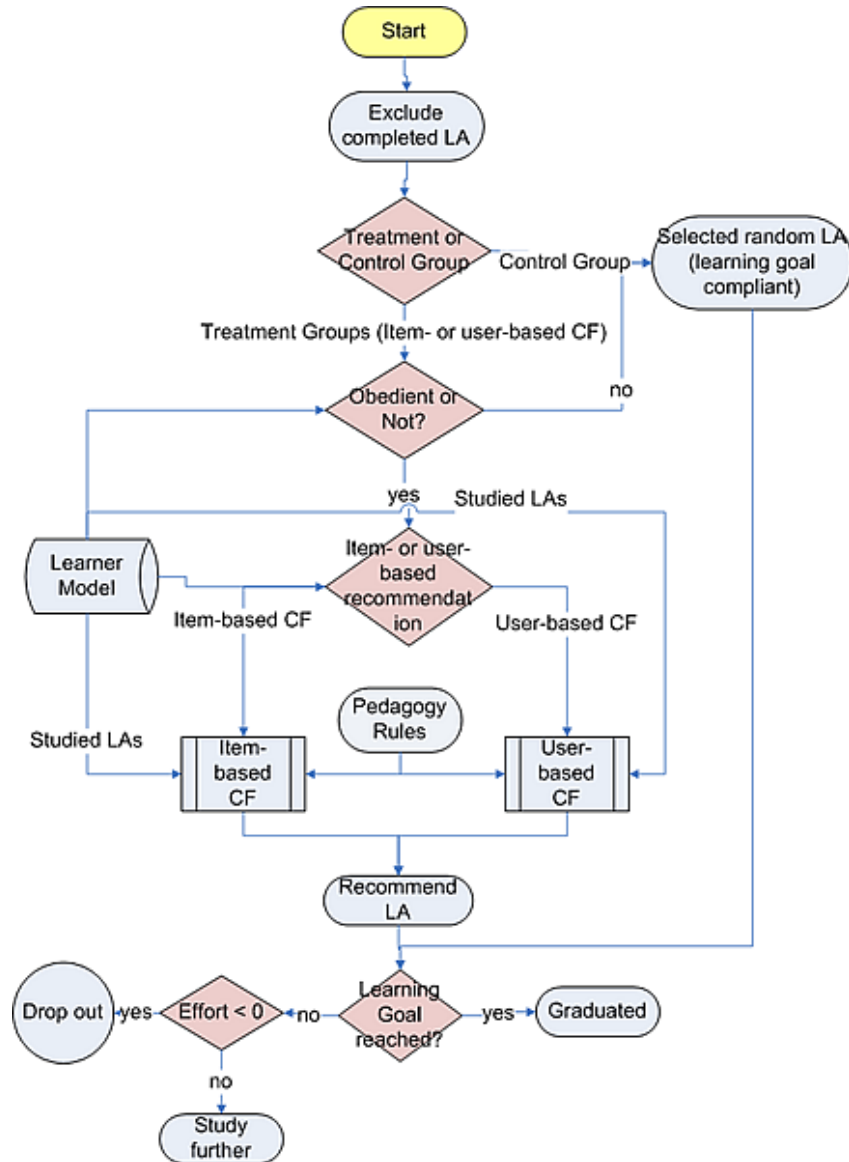 Start
Exclude
completed LA
Treatment or
Control Group
Control Group
Selected random LA
(learning goal
compliant)
Treatment Groups (Item- or user-based CF)
no
Obedient or
Not?
yes
Studied LAs
Learner
Model
Item- or user-
based
recommendat
ion
Item-based CF
User-based CF
Pedagogy
Rules
Studied LAs
Item-
based
CF
User-
based
CF
Recommend
LA
Drop out
yes
Effort < 0
no
Learning
Goal
reached?
yes
Graduated
no
Study
further